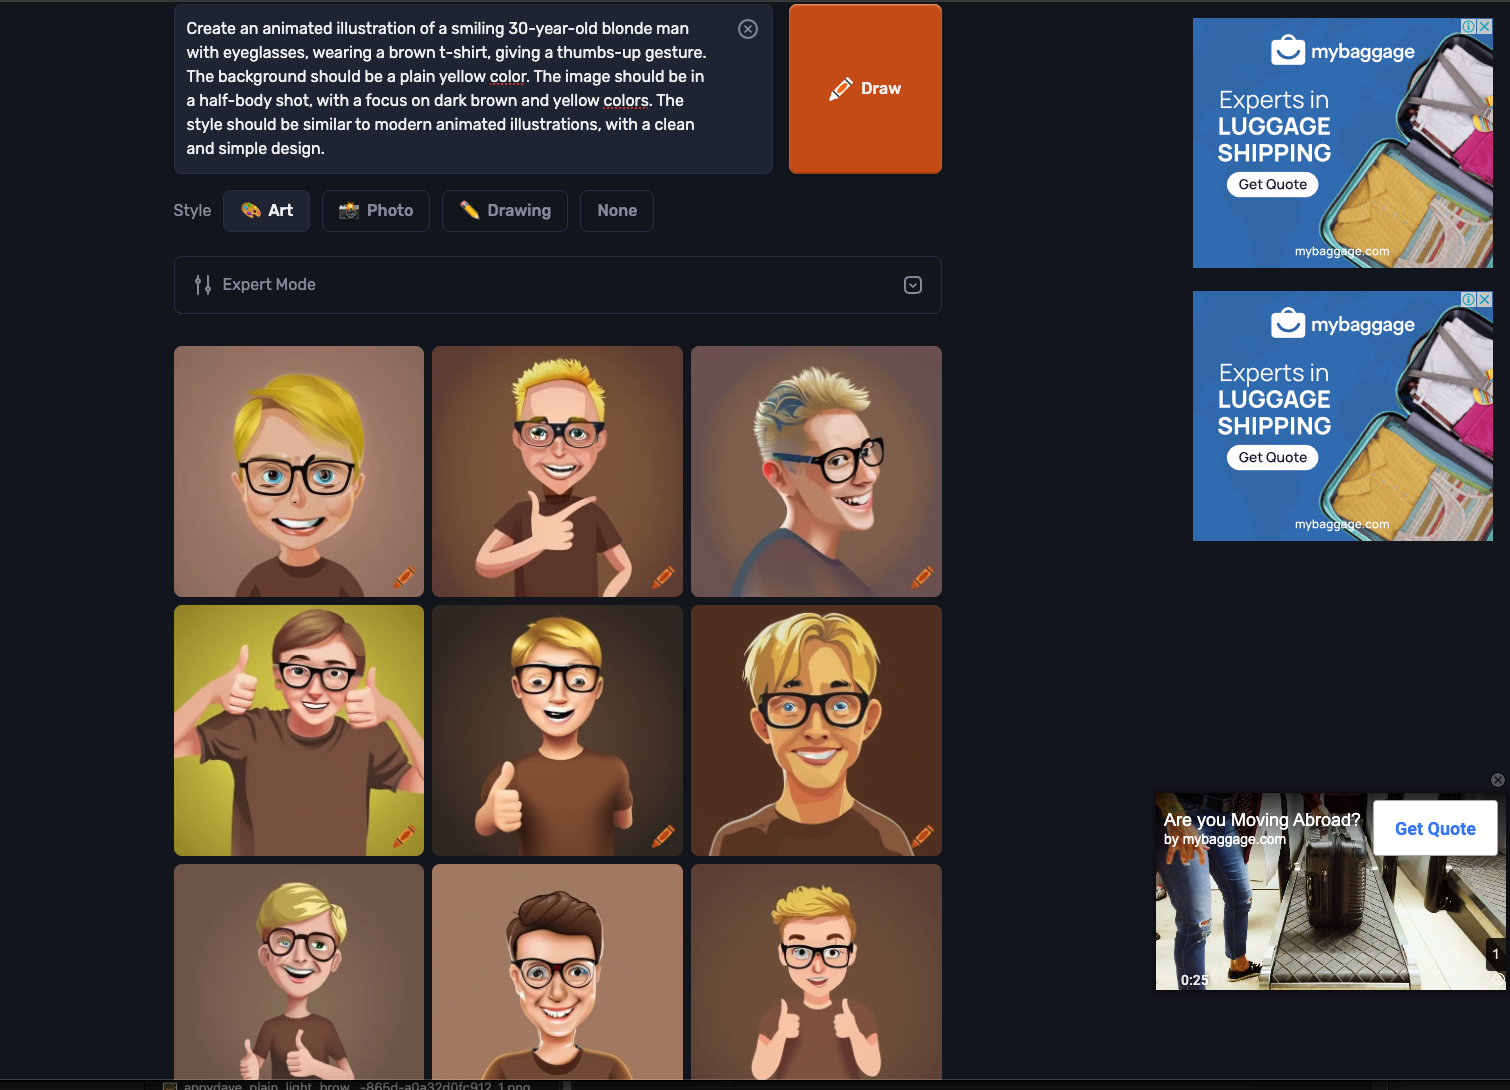 Create an animated illustration of a smiling 30-year-old blonde man
with eyeglasses, wearing a brown t-shirt, giving a thumbs-up gesture.
The background should be a plain yellow color. The image should be in
a half-body shot, with a focus on dark brown and yellow colors. The
style should be similar to modern animated illustrations, with a clean
and simple design.
Draw
Style
Art
Photo
Drawing
None
Expert Mode
mybaggage
Experts in
LUGGAGE
SHIPPING
Get Quote
mybaggage.com
mybaggage
Experts in
LUGGAGE
SHIPPING
Get Quote
mybaggage.com
Are you Moving Abroad?
by mybaggage.com
Get Quote
1
0:25
appydave_plain_light_brow_-865d-a0a32d0fc912_1.png